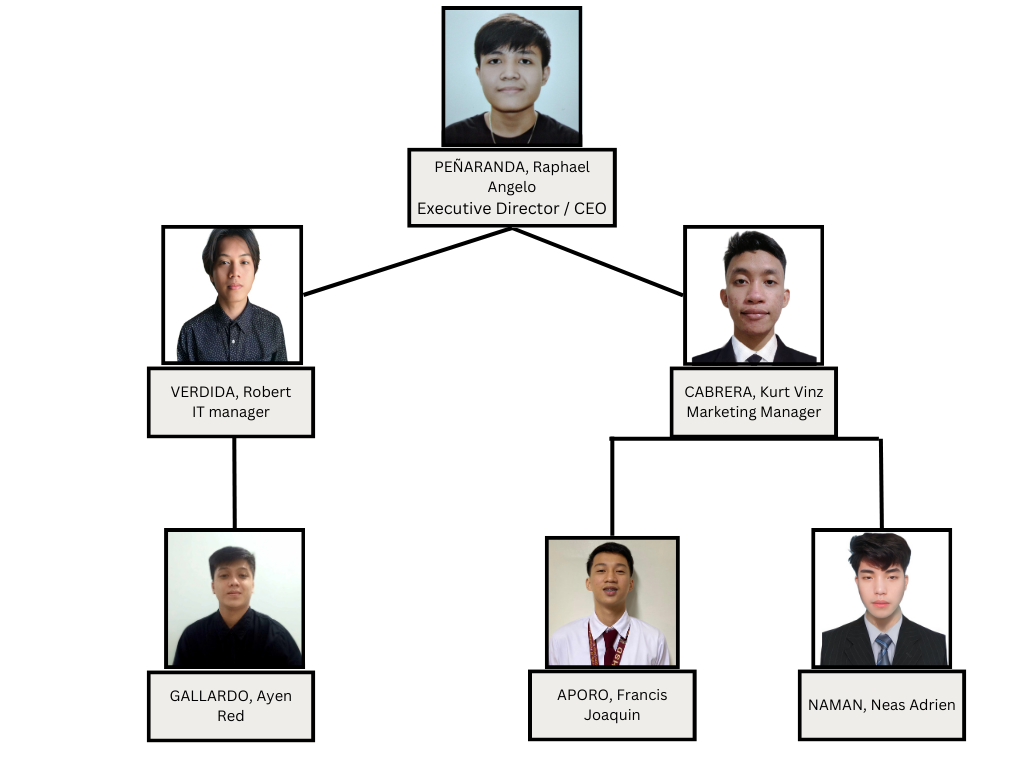 PEÑARANDA, Raphael
Angelo
Executive Director / CEO
VERDIDA, Robert
IT manager
CABRERA, Kurt Vinz
Marketing Manager
GALLARDO, Ayen
Red
APORO, Francis
Joaquin
NAMAN, Neas Adrien